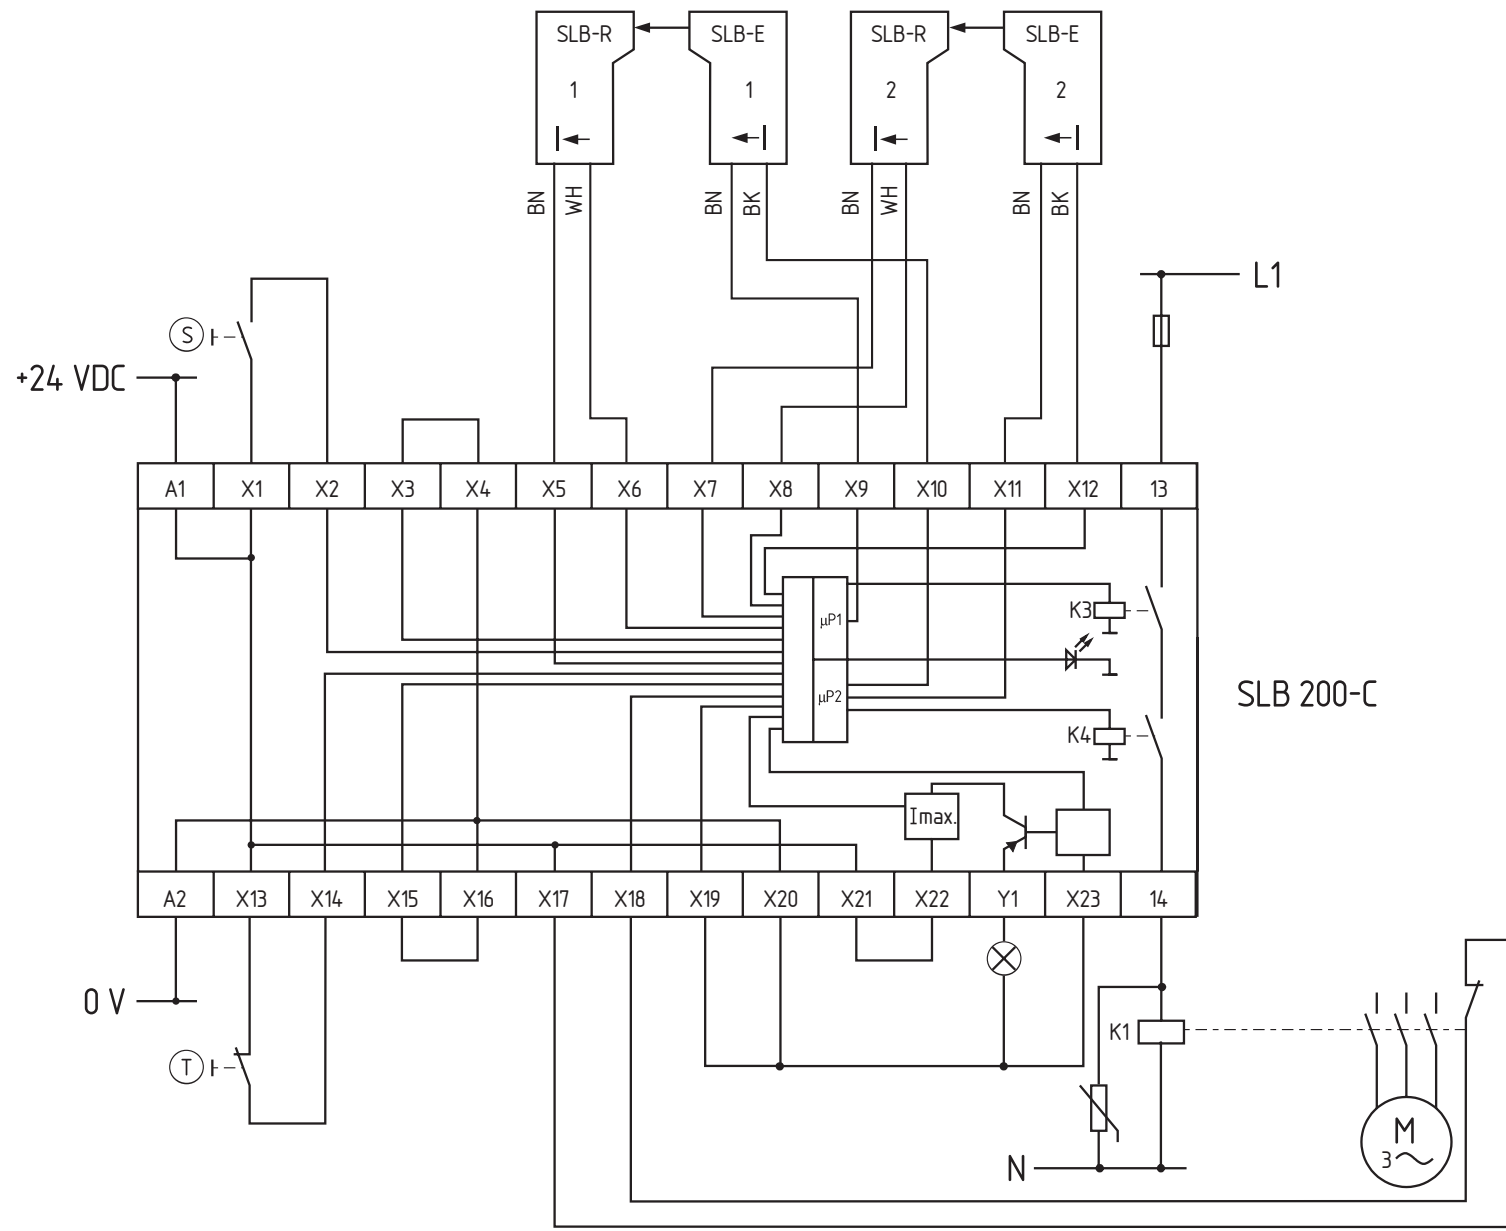 SLB-R SLB-E SLB-R SLB-E
1 1 2 2
BN WH BN BK BN WH BN BK
L1
S
+24 VDC
A1 X1 X2 X3 X4 X5 X6 X7 X8 X9 X10 X11 X12 13
K3
µP1
µP2
SLB 200-C
K4
Imax.
A2 X13 X14 X15 X16 X17 X18 X19 X20 X21 X22 Y1 X23 14
0 V
K1
T
M
3
N